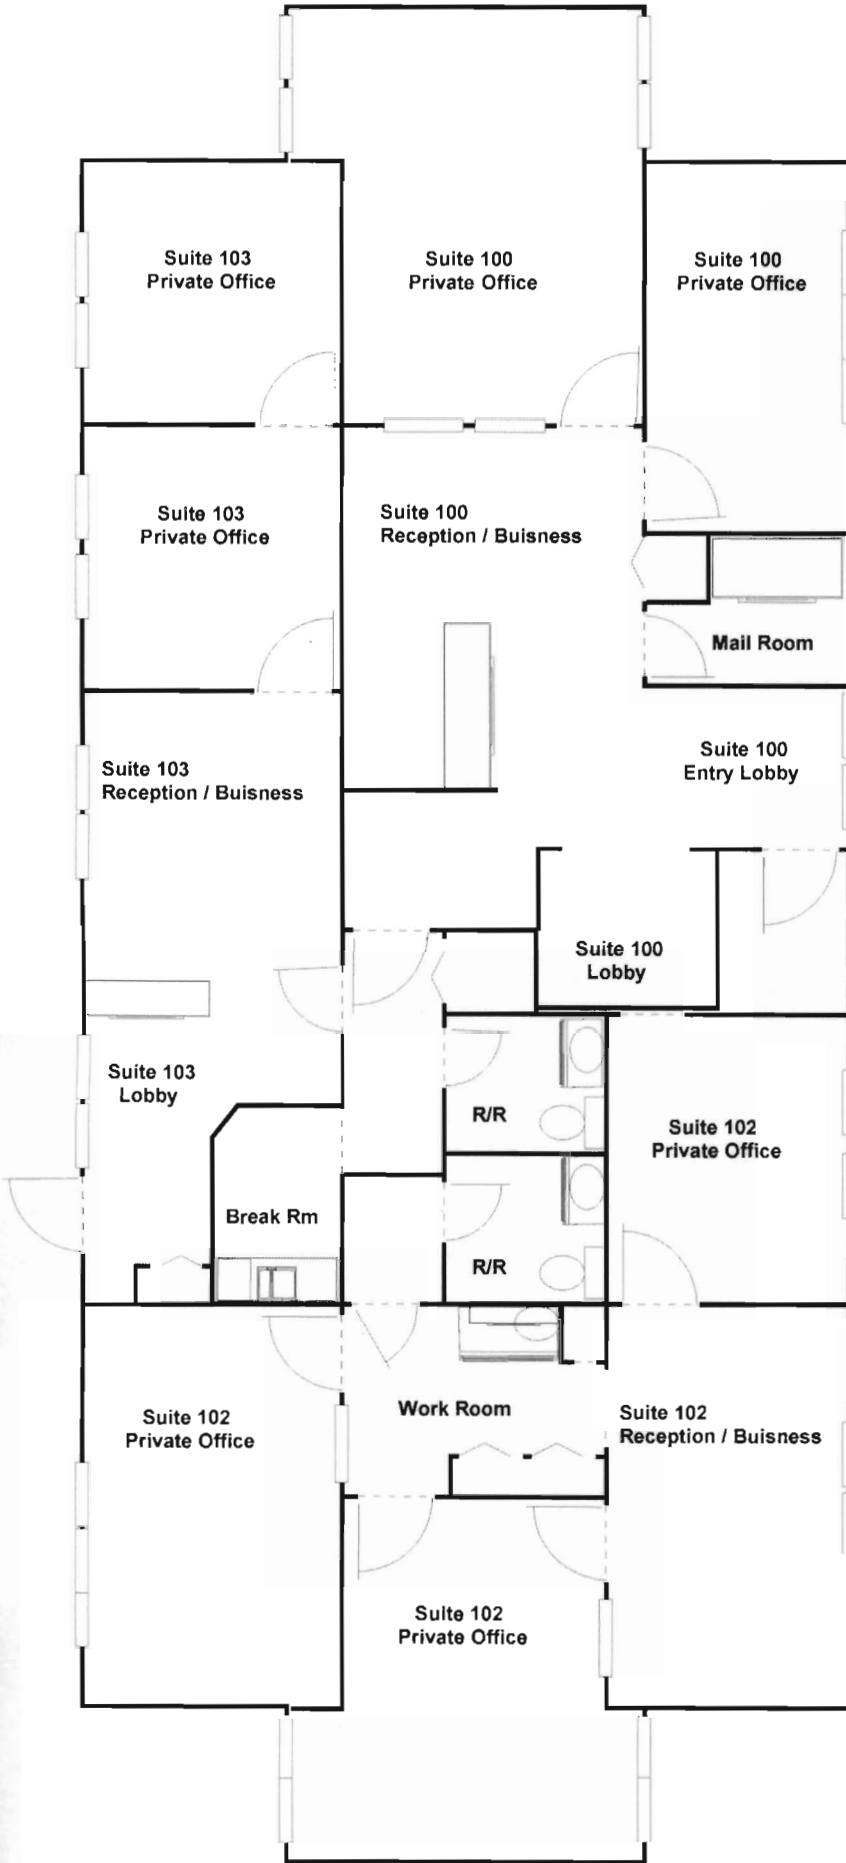 Suite 103
Private Office
Suite 100
Private Office
Suite 100
Private Office
Suite 103
Private Office
Suite 100
Reception / Buisness
Mail Room
Suite 103
Reception / Buisness
Suite 100
Entry Lobby
Suite 100
Lobby
Suite 103
Lobby
R/R
Suite 102
Private Office
Break Rm
R/R
Suite 102
Private Office
Work Room
Suite 102
Reception / Buisness
Suite 102
Private Office